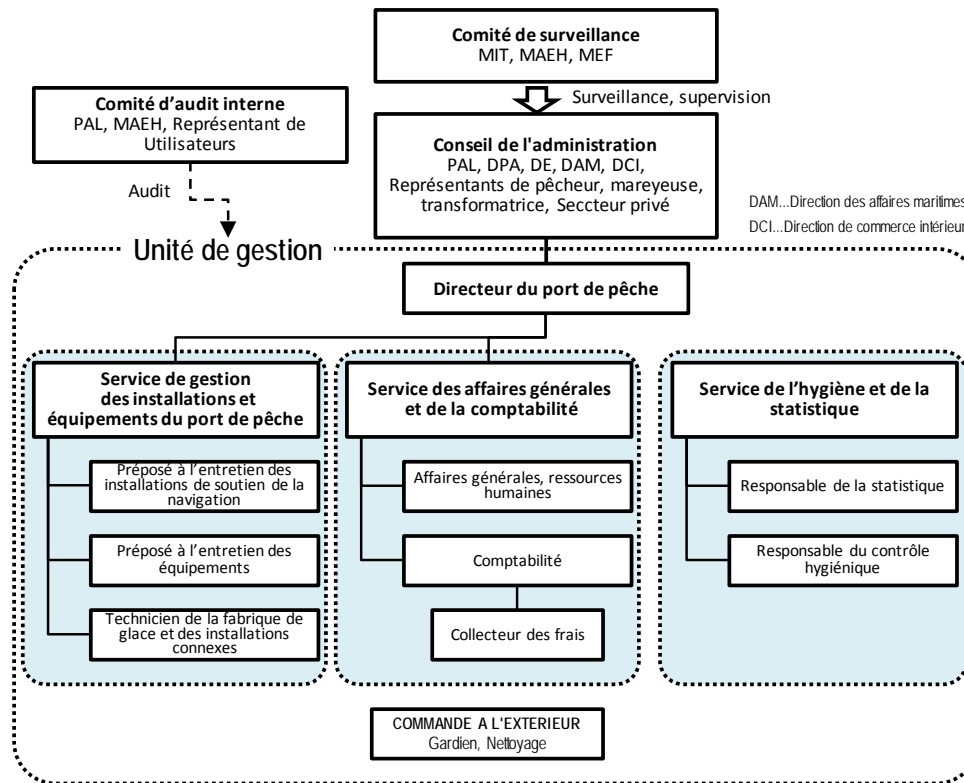 Comité de surveillance
MIT, MAEH, MEF
Surveillance, supervision
Comité d’audit interne
PAL, MAEH, Représentant de
Utilisateurs
Audit
Conseil de l'administration
PAL, DPA, DE, DAM, DCI,
Représentants de pêcheur, mareyeuse,
transformatrice, Seccteur privé
DAM...Direction des affaires maritimes
DCI...Direction de commerce intérieur
Unité de gestion
Directeur du port de pêche
Service de gestion
des installations et
équipements du port de pêche
Préposé à l’entretien des
installations de soutien de la
navigation
Préposé à l’entretien des
équipements
Technicien de la fabrique de
glace et des installations
connexes
Service des affaires générales
et de la comptabilité
Affaires générales, ressources
humaines
Comptabilité
Collecteur des frais
Service de l’hygiène et de la
statistique
Responsable de la statistique
Responsable du contrôle
hygiénique
COMMANDE A L'EXTERIEUR
Gardien, Nettoyage